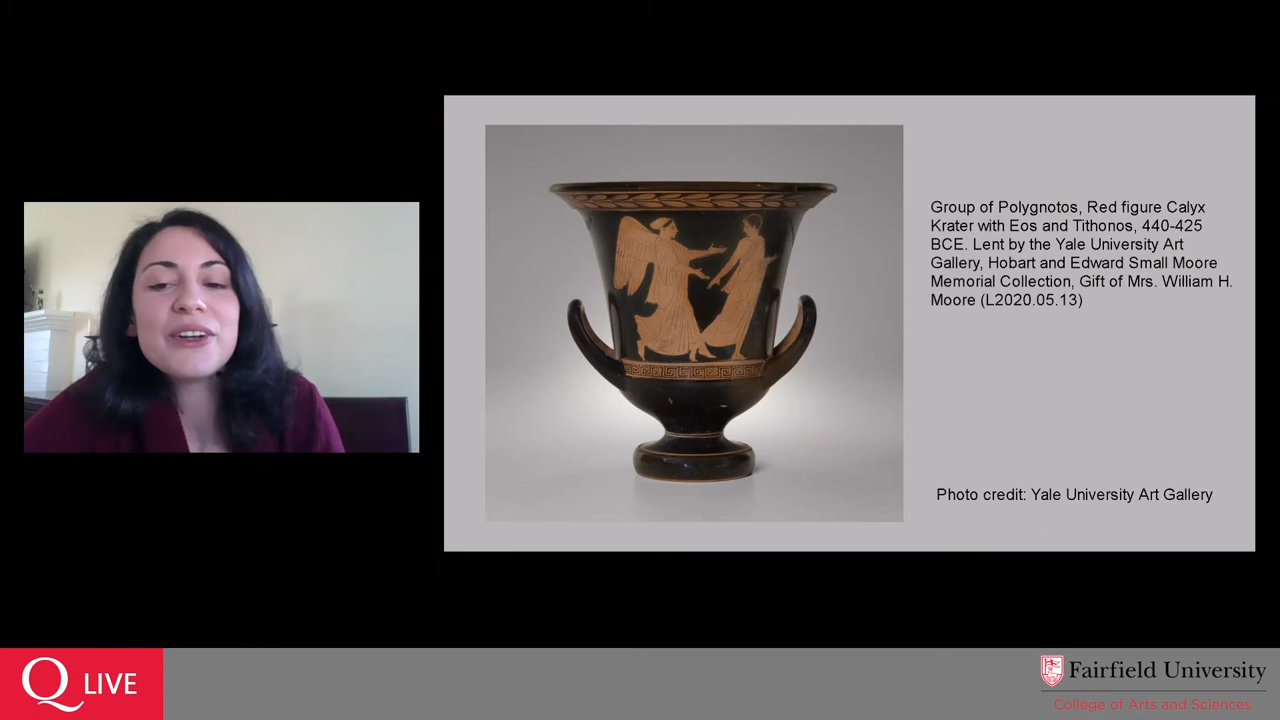 Group of Polygnotos, Red figure Calyx
Krater with Eos and Tithonos, 440-425
BCE. Lent by the Yale University Art
Gallery, Hobart and Edward Small Moore
Memorial Collection, Gift of Mrs. William H.
Moore (L2020.05.13)
Photo credit: Yale University Art Gallery
Q LIVE
Fairfield University
College of Arts and Sciences